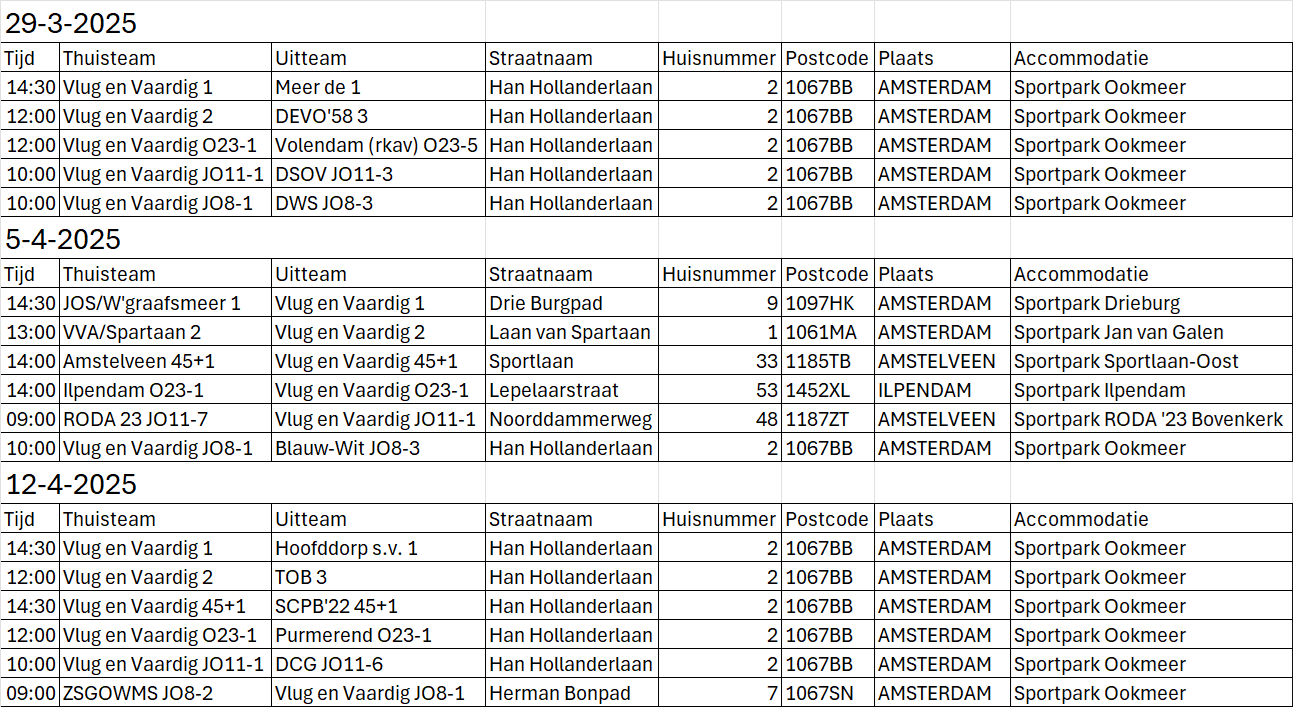 29-3-2025
Tijd Thuisteam Uitteam Straatnaam Huisnummer Postcode Plaats Accommodatie
14:30 Vlug en Vaardig 1 Meer de 1 Han Hollanderlaan 2 1067BB AMSTERDAM Sportpark Ookmeer
12:00 Vlug en Vaardig 2 DEVO'58 3 Han Hollanderlaan 2 1067BB AMSTERDAM Sportpark Ookmeer
12:00 Vlug en Vaardig O23-1 Volendam (rkav) O23-5 Han Hollanderlaan 2 1067BB AMSTERDAM Sportpark Ookmeer
10:00 Vlug en Vaardig JO11-1 DSOV JO11-3 Han Hollanderlaan 2 1067BB AMSTERDAM Sportpark Ookmeer
10:00 Vlug en Vaardig JO8-1 DWS JO8-3 Han Hollanderlaan 2 1067BB AMSTERDAM Sportpark Ookmeer
5-4-2025
Tijd Thuisteam Uitteam Straatnaam Huisnummer Postcode Plaats Accommodatie
14:30 JOS/W'graafsmeer 1 Vlug en Vaardig 1 Drie Burgpad 9 1097HK AMSTERDAM Sportpark Drieburg
13:00 VVA/Spartaan 2 Vlug en Vaardig 2 Laan van Spartaan 1 1061MA AMSTERDAM Sportpark Jan van Galen
14:00 Amstelveen 45+1 Vlug en Vaardig 45+1 Sportlaan 33 1185TB AMSTELVEEN Sportpark Sportlaan-Oost
14:00 Ilpendam O23-1 Vlug en Vaardig O23-1 Lepelaarstraat 53 1452XL ILPENDAM Sportpark Ilpendam
09:00 RODA 23 JO11-7 Vlug en Vaardig JO11-1 Noorddammerweg 48 1187ZT AMSTELVEEN Sportpark RODA '23 Bovenkerk
10:00 Vlug en Vaardig JO8-1 Blauw-Wit JO8-3 Han Hollanderlaan 2 1067BB AMSTERDAM Sportpark Ookmeer
12-4-2025
Tijd Thuisteam Uitteam Straatnaam Huisnummer Postcode Plaats Accommodatie
14:30 Vlug en Vaardig 1 Hoofddorp s.v. 1 Han Hollanderlaan 2 1067BB AMSTERDAM Sportpark Ookmeer
12:00 Vlug en Vaardig 2 TOB 3 Han Hollanderlaan 2 1067BB AMSTERDAM Sportpark Ookmeer
14:30 Vlug en Vaardig 45+1 SCPB'22 45+1 Han Hollanderlaan 2 1067BB AMSTERDAM Sportpark Ookmeer
12:00 Vlug en Vaardig O23-1 Purmerend O23-1 Han Hollanderlaan 2 1067BB AMSTERDAM Sportpark Ookmeer
10:00 Vlug en Vaardig JO11-1 DCG JO11-6 Han Hollanderlaan 2 1067BB AMSTERDAM Sportpark Ookmeer
09:00 ZSGOWMS JO8-2 Vlug en Vaardig JO8-1 Herman Bonpad 7 1067SN AMSTERDAM Sportpark Ookmeer